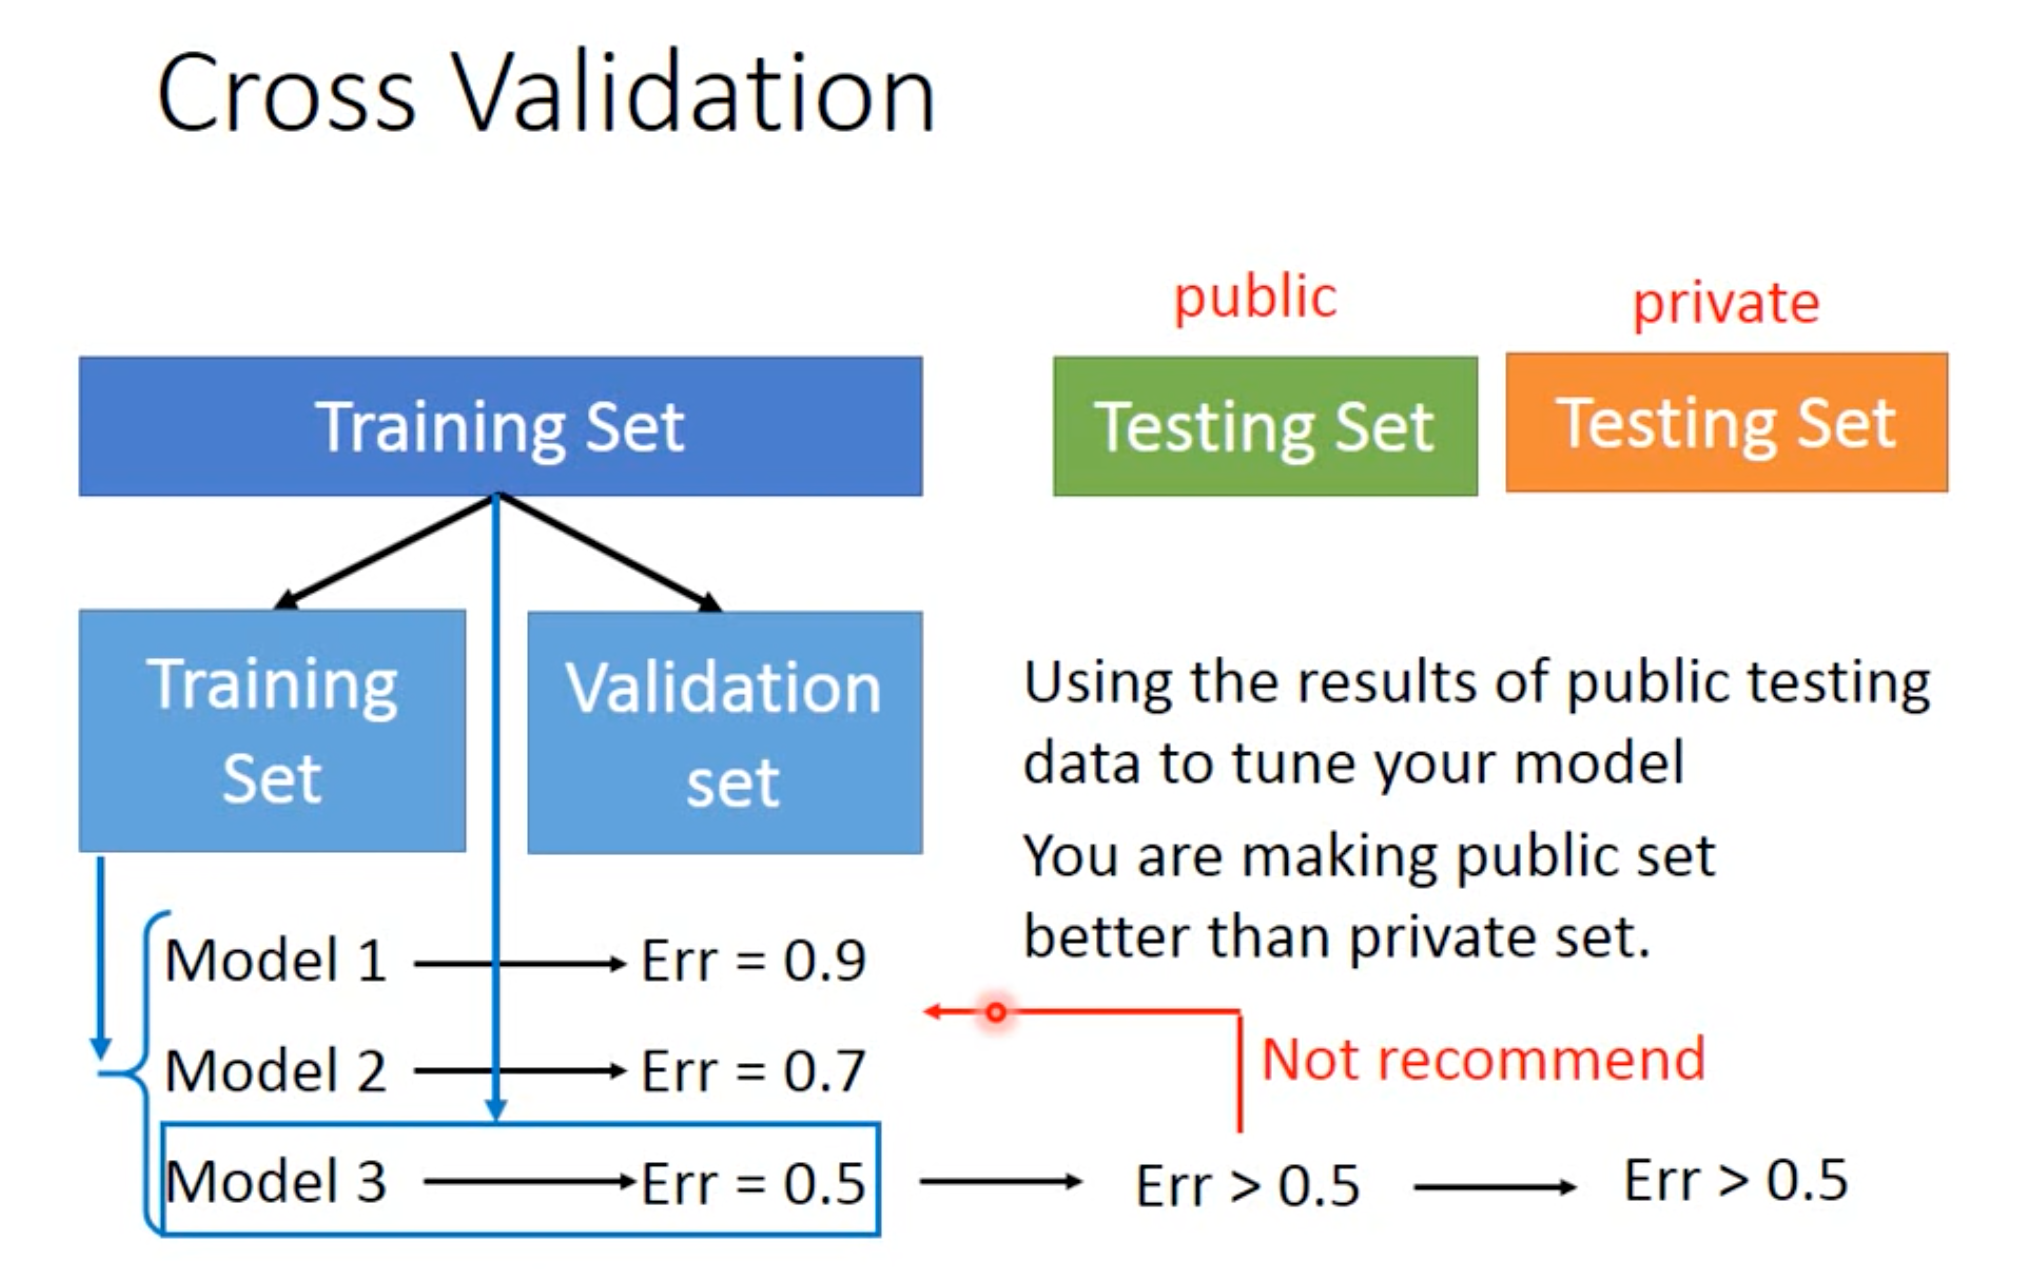 Cross Validation
public
private
Training Set
Testing Set
Testing Set
Training
Set
Validation
set
Using the results of public testing
data to tune your model
You are making public set
better than private set.
Model 1
Err = 0.9
Model 2
Err = 0.7
Not recommend
Model 3
Err = 0.5
Err > 0.5
Err > 0.5